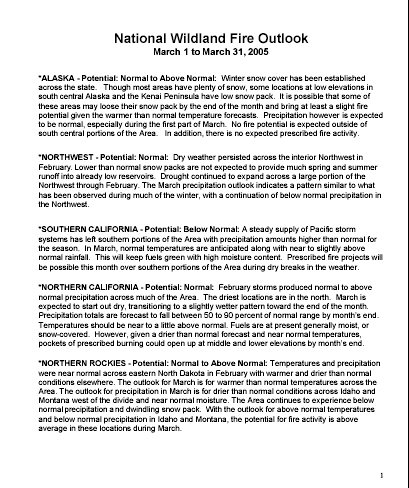 National Wildland Fire Outlook
March 1 to March 31, 2005
*ALASKA - Potential: Normal to Above Normal: Winter snow cover has been established
across the state. Though most areas have plenty of snow, some locations at low elevations in
south central Alaska and the Kenai Peninsula have low snow pack. It is possible that some of
these areas may loose their snow pack by the end of the month and bring at least a slight fire
potential given the warmer than normal temperature forecasts. Precipitation however is expected
to be normal, especially during the first part of March. No fire potential is expected outside of
south central portions of the Area. In addition, there is no expected prescribed fire activity.
*NORTHWEST - Potential: Normal: Dry weather persisted across the interior Northwest in
February. Lower than normal snow packs are not expected to provide much spring and summer
runoff into already low reservoirs. Drought continued to expand across a large portion of the
Northwest through February. The March precipitation outlook indicates a pattern similar to what
has been observed during much of the winter, with a continuation of below normal precipitation in
the Northwest.
*SOUTHERN CALIFORNIA - Potential: Below Normal: A steady supply of Pacific storm
systems has left southern portions of the Area with precipitation amounts higher than normal for
the season. In March, normal temperatures are anticipated along with near to slightly above
normal rainfall. This will keep fuels green with high moisture content. Prescribed fire projects will
be possible this month over southern portions of the Area during dry breaks in the weather.
*NORTHERN CALIFORNIA - Potential: Normal: February storms produced normal to above
normal precipitation across much of the Area. The driest locations are in the north. March is
expected to start out dry, transitioning to a slightly wetter pattern toward the end of the month.
Precipitation totals are forecast to fall between 50 to 90 percent of normal range by month's end.
Temperatures should be near to a little above normal. Fuels are at present generally moist, or
snow-covered. However, given a drier than normal forecast and near normal temperatures,
pockets of prescribed burning could open up at middle and lower elevations by month's end.
*NORTHERN ROCKIES - Potential: Normal to Above Normal: Temperatures and precipitation
were near normal across eastern North Dakota in February with warmer and drier than normal
conditions elsewhere. The outlook for March is for warmer than normal temperatures across the
Area. The outlook for precipitation in March is for drier than normal conditions across Idaho and
Montana west of the divide and near normal moisture. The Area continues to experience below
normal precipitation and dwindling snow pack. With the outlook for above normal temperatures
and below normal precipitation in Idaho and Montana, the potential for fire activity is above
average in these locations during March.
1